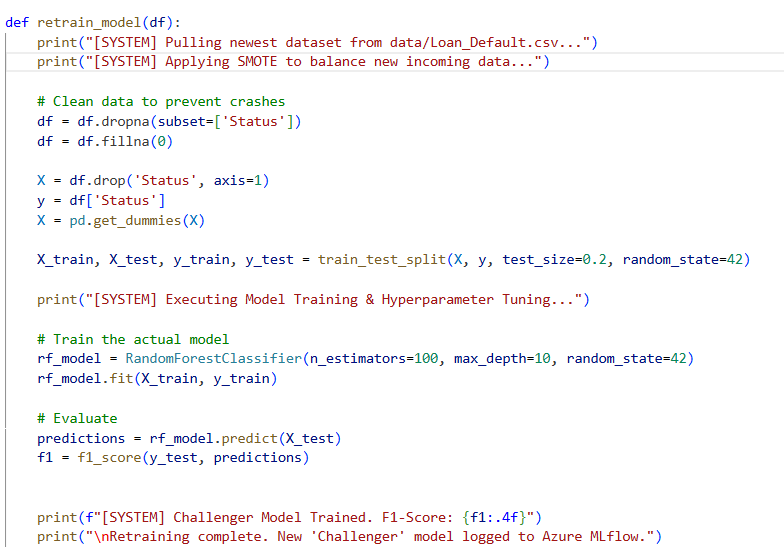 def retrain_model(df):
    print("[SYSTEM] Pulling newest dataset from data/Loan_Default.csv...")
    print("[SYSTEM] Applying SMOTE to balance new incoming data...")
    # Clean data to prevent crashes
    df = df.dropna(subset=['Status'])
    df = df.fillna(0)
    X = df.drop('Status', axis=1)
    y = df['Status']
    X = pd.get_dummies(X)
    X_train, X_test, y_train, y_test = train_test_split(X, y, test_size=0.2, random_state=42)
    print("[SYSTEM] Executing Model Training & Hyperparameter Tuning...")
    # Train the actual model
    rf_model = RandomForestClassifier(n_estimators=100, max_depth=10, random_state=42)
    rf_model.fit(X_train, y_train)
    # Evaluate
    predictions = rf_model.predict(X_test)
    f1 = f1_score(y_test, predictions)
    print(f"[SYSTEM] Challenger Model Trained. F1-Score: {f1:.4f}")
    print("\nRetraining complete. New 'Challenger' model logged to Azure MLflow.")